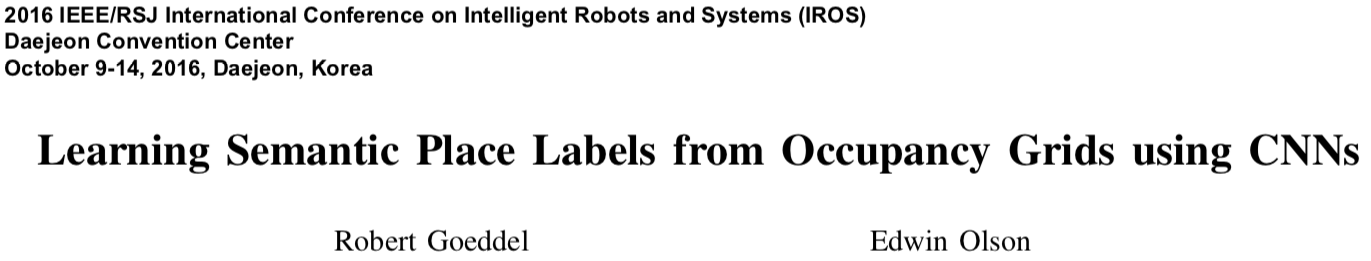 2016 IEEE/RSJ International Conference on Intelligent Robots and Systems (IROS)
Daejeon Convention Center
October 9-14, 2016, Daejeon, Korea
Learning Semantic Place Labels from Occupancy Grids using CNNs
Robert Goeddel Edwin Olson